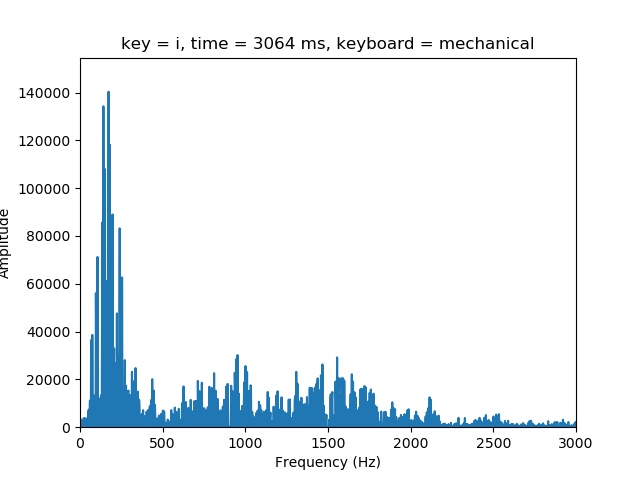 key = i, time = 3064 ms, keyboard = mechanical
140000
120000
100000
80000
60000
40000
20000
0
Amplitude
0 500 1000 1500 2000 2500 3000
Frequency (Hz)